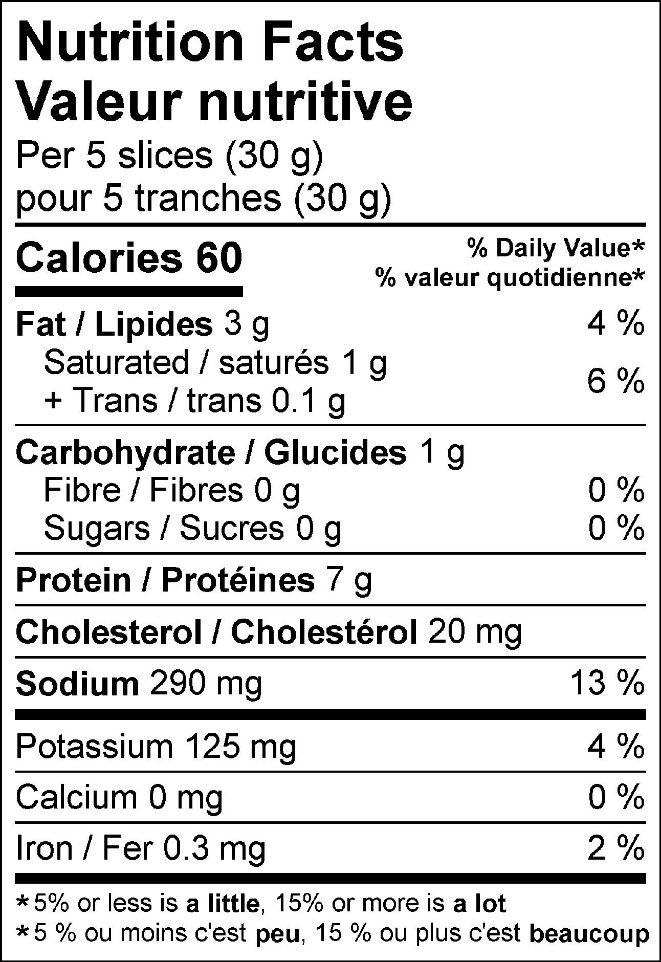 Nutrition Facts
Valeur nutritive
Per 5 slices (30 g)
pour 5 tranches (30 g)
Calories 60
% Daily Value*
% valeur quotidienne*
Fat / Lipides 3 g 4 %
Saturated / saturés 1 g
+ Trans / trans 0.1 g 6 %
Carbohydrate / Glucides 1 g
Fibre / Fibres 0 g 0 %
Sugars / Sucres 0 g 0 %
Protein / Protéines 7 g
Cholesterol / Cholestérol 20 mg
Sodium 290 mg 13 %
Potassium 125 mg 4 %
Calcium 0 mg 0 %
Iron / Fer 0.3 mg 2 %
*5% or less is a little, 15% or more is a lot
*5 % ou moins c'est peu, 15 % ou plus c'est beaucoup